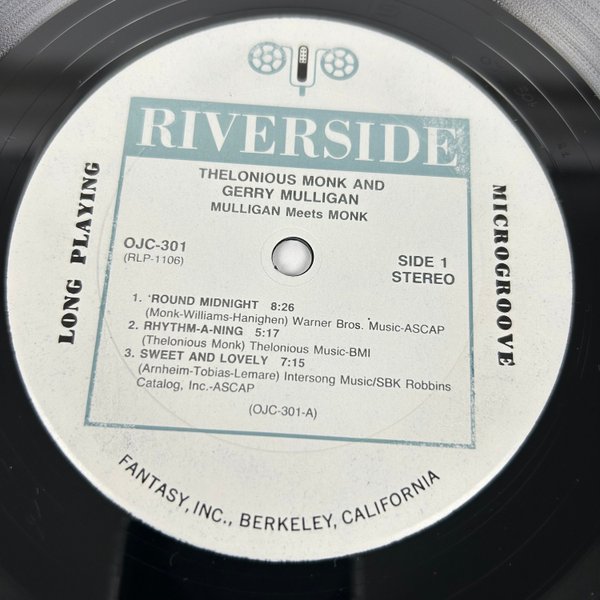 RIVERSIDE
THELONIOUS MONK AND
GERRY MULLIGAN
MULLIGAN Meets MONK
OJC-301
(RLP-1106)
SIDE 1
STEREO
LONG PLAYING
MICROGROOVE
1. 'ROUND MIDNIGHT 8:26
(Monk-Williams-Hanighen) Warner Bros. Music-ASCAP
2. RHYTHM-A-NING 5:17
(Thelonious Monk) Thelonious Music-BMI
3. SWEET AND LOVELY 7:15
(Arnheim-Tobias-Lemare) Intersong Music/SBK Robbins
Catalog, Inc.-ASCAP
(OJC-301-A)
FANTASY, INC., BERKELEY, CALIFORNIA